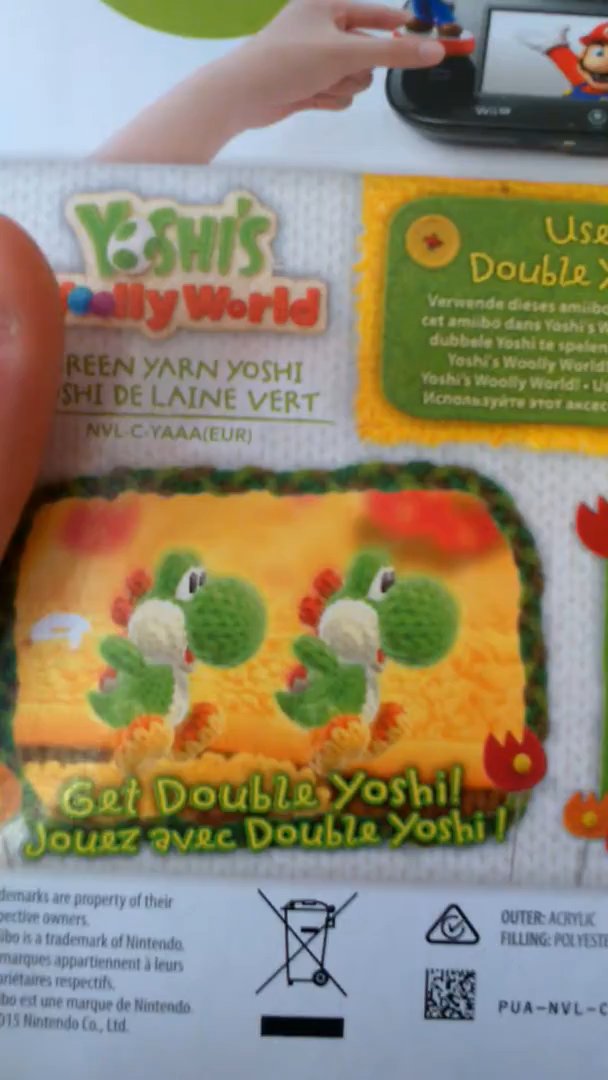 Wii U
YOSHI'S
Woolly World
Use
Double Y
GREEN YARN YOSHI
YOSHI DE LAINE VERT
NVL-C-YAAA(EUR)
Verwende dieses amiibo
cet amiibo dans Yoshi's W
dubbele Yoshi te spelen
Yoshi's Woolly World!
Yoshi's Woolly World! • U
Используйте этот аксес
Get Double Yoshi!
Jouez avec Double Yoshi !
demarks are property of their
pective owners.
ibo is a trademark of Nintendo.
marques appartiennent à leurs
priétaires respectifs.
bo est une marque de Nintendo.
015 Nintendo Co., Ltd.
OUTER: ACRYLIC
FILLING: POLYESTE
PUA-NVL-C